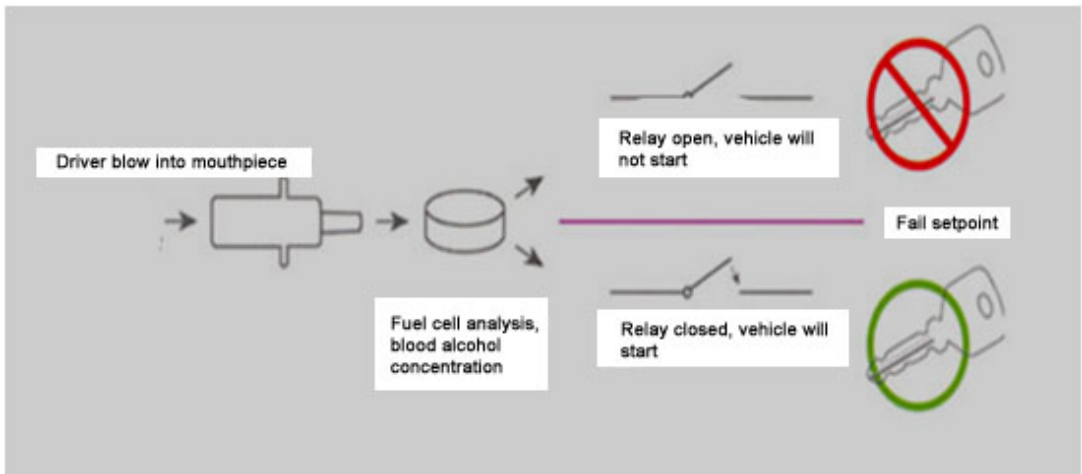 Driver blow into mouthpiece
Relay open, vehicle will
not start
Fail setpoint
Fuel cell analysis,
blood alcohol
concentration
Relay closed, vehicle will
start